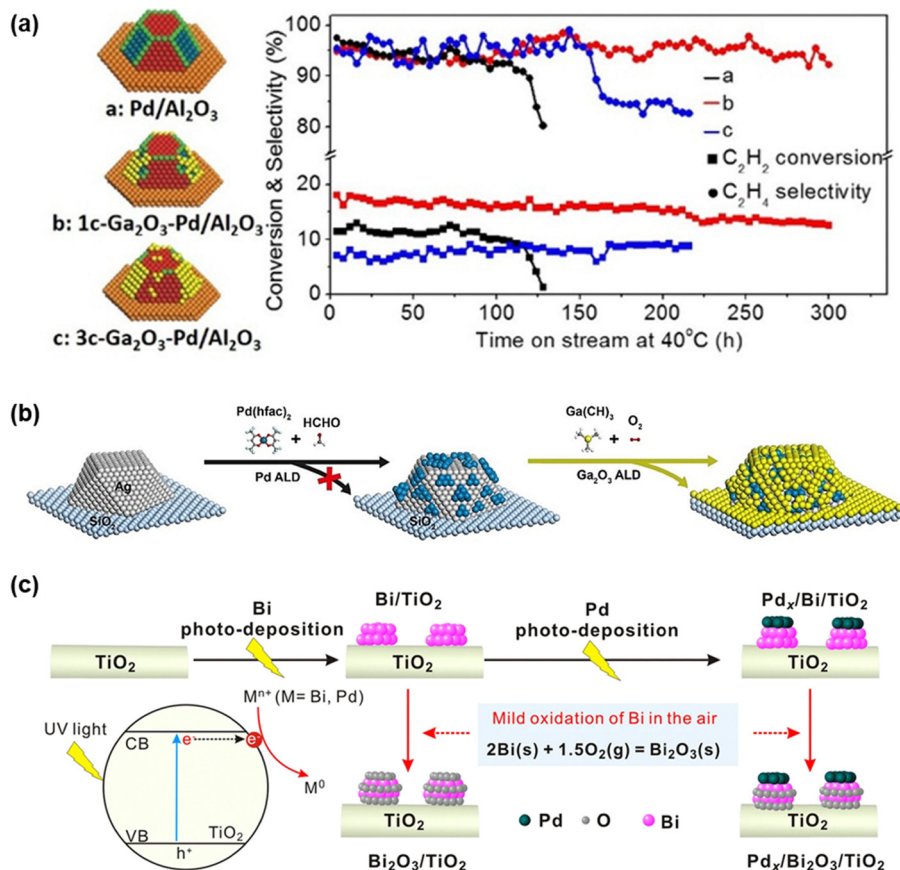 (a)
a: Pd/Al₂O₃
b: 1c-Ga₂O₃-Pd/Al₂O₃
c: 3c-Ga₂O₃-Pd/Al₂O₃
Conversion & Selectivity (%)
100
90
80
20
10
0
a
b
c
C₂H₂ conversion
C₂H₄ selectivity
0 50 100 150 200 250 300
Time on stream at 40°C (h)
(b)
Pd(hfac)₂
HCHO
+
Pd ALD
Ga(CH)₃
O₂
+
Ga₂O₃ ALD
Ag
SiO₂
SiO₂
(c)
Bi
photo-deposition
Bi/TiO₂
Pd
photo-deposition
Pdₓ/Bi/TiO₂
TiO₂
TiO₂
TiO₂
Mⁿ⁺ (M= Bi, Pd)
UV light
CB
e⁻
e⁻
M⁰
VB
h⁺
TiO₂
Mild oxidation of Bi in the air
2Bi(s) + 1.5O₂(g) = Bi₂O₃(s)
TiO₂
Bi₂O₃/TiO₂
Pd
O
Bi
TiO₂
Pdₓ/Bi₂O₃/TiO₂